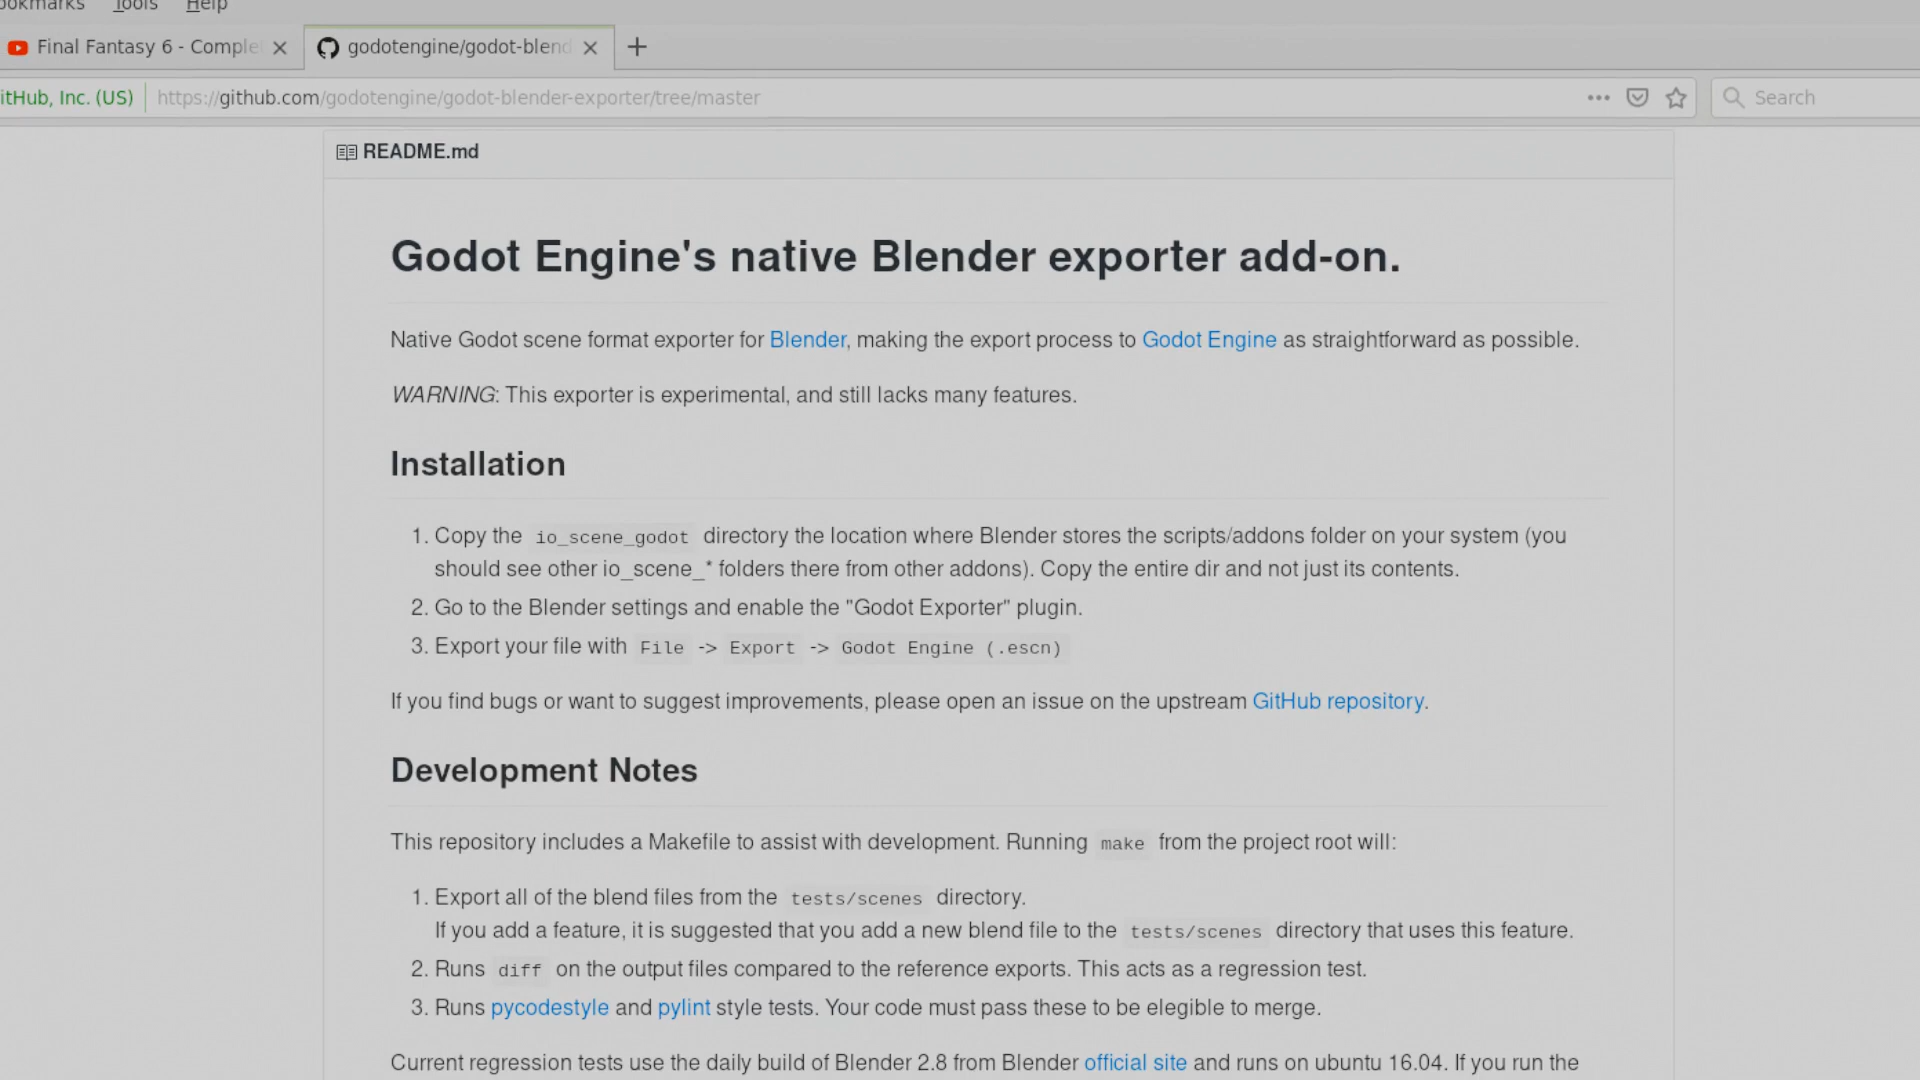 Tools Help
Final Fantasy 6 - Comple
godotengine/godot-blend
itHub, Inc. (US) https://github.com/godotengine/godot-blender-exporter/tree/master Search
README.md
Godot Engine's native Blender exporter add-on.
Native Godot scene format exporter for Blender, making the export process to Godot Engine as straightforward as possible.
WARNING: This exporter is experimental, and still lacks many features.
Installation
1. Copy the io_scene_godot directory the location where Blender stores the scripts/addons folder on your system (you
should see other io_scene_* folders there from other addons). Copy the entire dir and not just its contents.
2. Go to the Blender settings and enable the "Godot Exporter" plugin.
3. Export your file with File -> Export -> Godot Engine (.escn)
If you find bugs or want to suggest improvements, please open an issue on the upstream GitHub repository.
Development Notes
This repository includes a Makefile to assist with development. Running make from the project root will:
1. Export all of the blend files from the tests/scenes directory.
If you add a feature, it is suggested that you add a new blend file to the tests/scenes directory that uses this feature.
2. Runs diff on the output files compared to the reference exports. This acts as a regression test.
3. Runs pycodestyle and pylint style tests. Your code must pass these to be elegible to merge.
Current regression tests use the daily build of Blender 2.8 from Blender official site and runs on ubuntu 16.04. If you run the